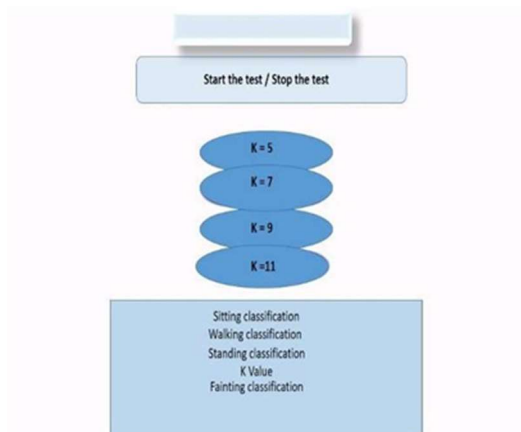 Start the test / Stop the test
K = 5
K = 7
K = 9
K =11
Sitting classification
Walking classification
Standing classification
K Value
Fainting classification